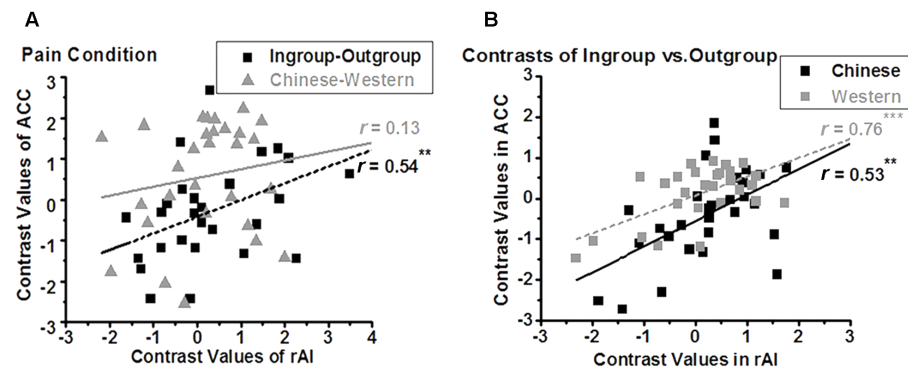 A
Pain Condition
Ingroup-Outgroup
Chinese-Western
Contrast Values of ACC
3
2
1
0
-1
-2
-3
r = 0.13
r = 0.54 **
-3 -2 -1 0 1 2 3 4
Contrast Values of rAI
B
Contrasts of Ingroup vs.Outgroup
Chinese
Western
Contrast Values in ACC
3
2
1
0
-1
-2
-3
***
r = 0.76
r = 0.53 **
-3 -2 -1 0 1 2 3
Contrast Values in rAI